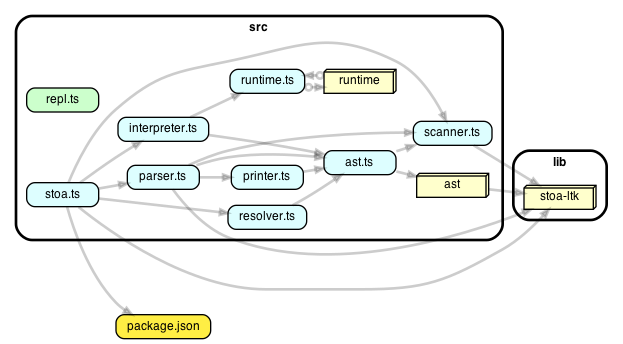 src
runtime.ts
runtime
repl.ts
interpreter.ts
scanner.ts
parser.ts
printer.ts
ast.ts
lib
ast
stoa.ts
stoa-ltk
resolver.ts
package.json